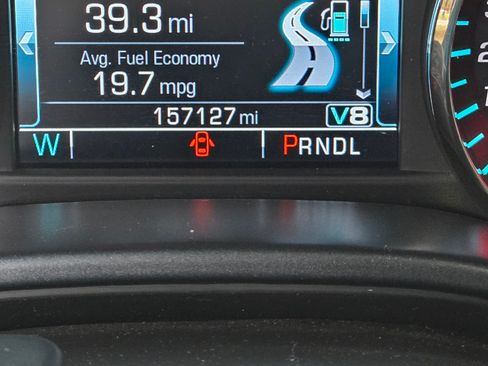 39.3 mi
Avg. Fuel Economy
19.7 mpg
157127 mi V8
W PRNDL